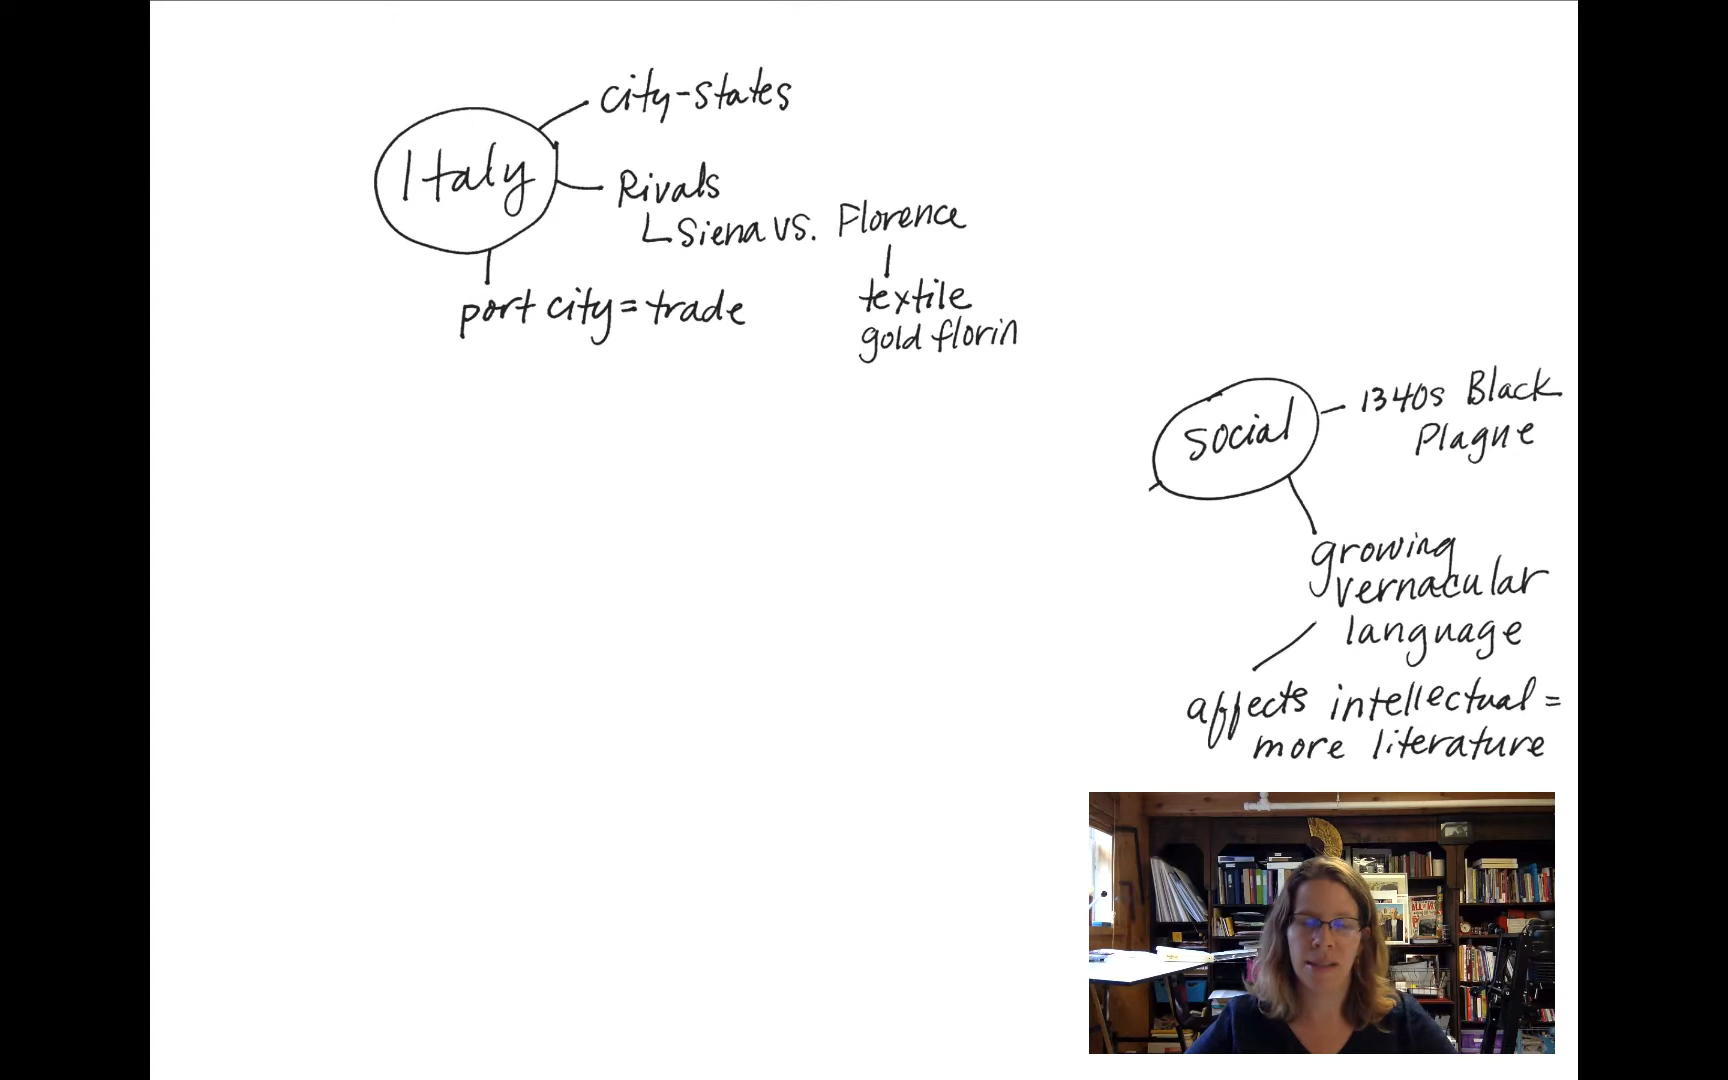 city-states
Italy
Rivals
Siena vs. Florence
textile
gold florin
port city = trade
social
1340s Black
Plague
growing
vernacular
language
affects intellectual =
more literature